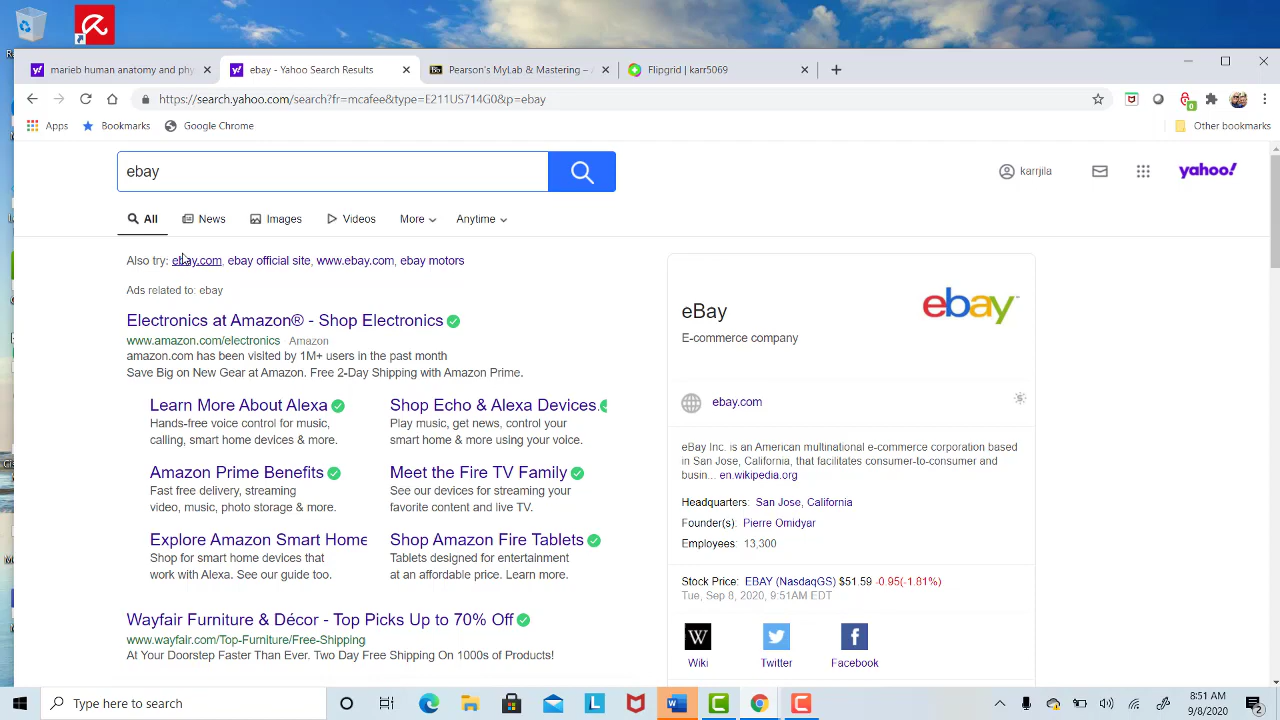 marieb human anatomy and phy
ebay - Yahoo Search Results
Pearson's MyLab & Mastering –
Flipgrid | karr5069
https://search.yahoo.com/search?fr=mcafee&type=E211US714G0&p=ebay
Apps
Bookmarks
Google Chrome
Other bookmarks
ebay
karrjila
yahoo!
All
News
Images
Videos
More
Anytime
Also try: ebay.com, ebay official site, www.ebay.com, ebay motors
Ads related to: ebay
Electronics at Amazon® - Shop Electronics
www.amazon.com/electronics Amazon
amazon.com has been visited by 1M+ users in the past month
Save Big on New Gear at Amazon. Free 2-Day Shipping with Amazon Prime.
Learn More About Alexa
Hands-free voice control for music,
calling, smart home devices & more.
Shop Echo & Alexa Devices.
Play music, get news, control your
smart home & more using your voice.
Amazon Prime Benefits
Fast free delivery, streaming
video, music, photo storage & more.
Meet the Fire TV Family
See our devices for streaming your
favorite content and live TV.
Explore Amazon Smart Home
Shop for smart home devices that
work with Alexa. See our guide too.
Shop Amazon Fire Tablets
Tablets designed for entertainment
at an affordable price. Learn more.
Wayfair Furniture & Décor - Top Picks Up to 70% Off
www.wayfair.com/Top-Furniture/Free-Shipping
At Your Doorstep Faster Than Ever. Two Day Free Shipping On 1000s of Products!
eBay
ebay™
E-commerce company
ebay.com
eBay Inc. is an American multinational e-commerce corporation based
in San Jose, California, that facilitates consumer-to-consumer and
busin... en.wikipedia.org
Headquarters: San Jose, California
Founder(s): Pierre Omidyar
Employees: 13,300
Stock Price: EBAY (NasdaqGS) $51.59 -0.95(-1.81%)
Tue, Sep 8, 2020, 9:51AM EDT
Wiki
Twitter
Facebook
Type here to search
8:51 AM
9/8/2020